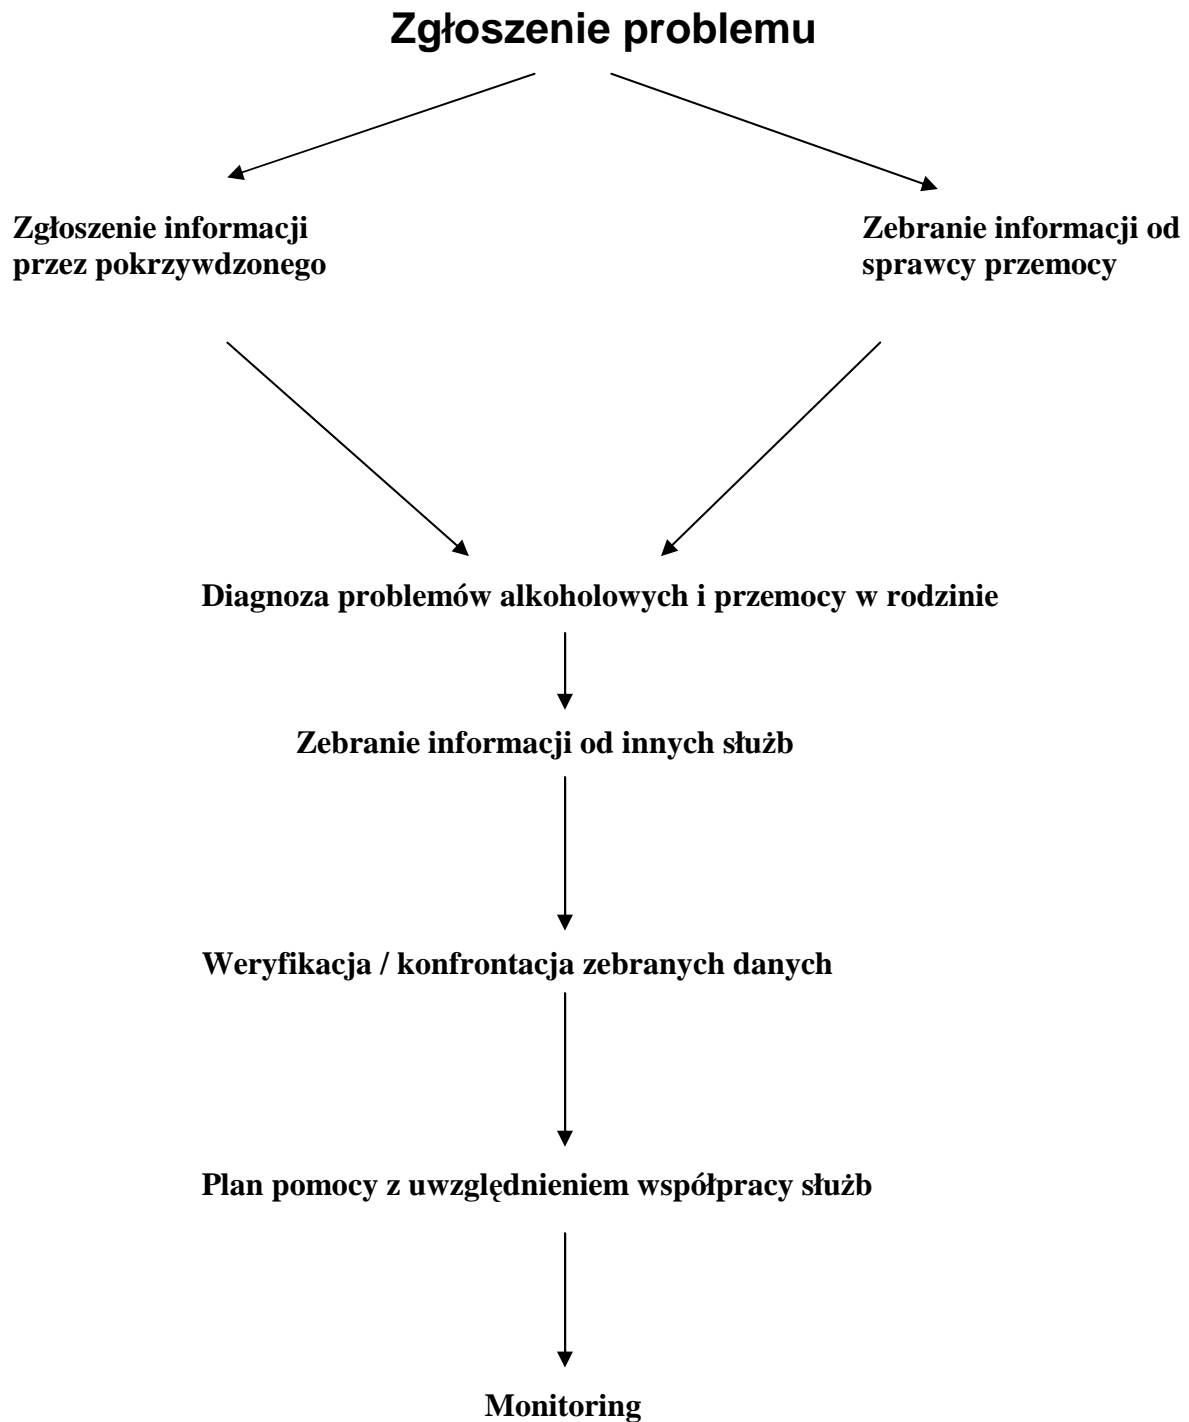 Zgłoszenie problemu
Zgłoszenie informacji
przez pokrzywdzonego
Zebranie informacji od
sprawcy przemocy
Diagnoza problemów alkoholowych i przemocy w rodzinie
Zebranie informacji od innych służb
Weryfikacja / konfrontacja zebranych danych
Plan pomocy z uwzględnieniem współpracy służb
Monitoring